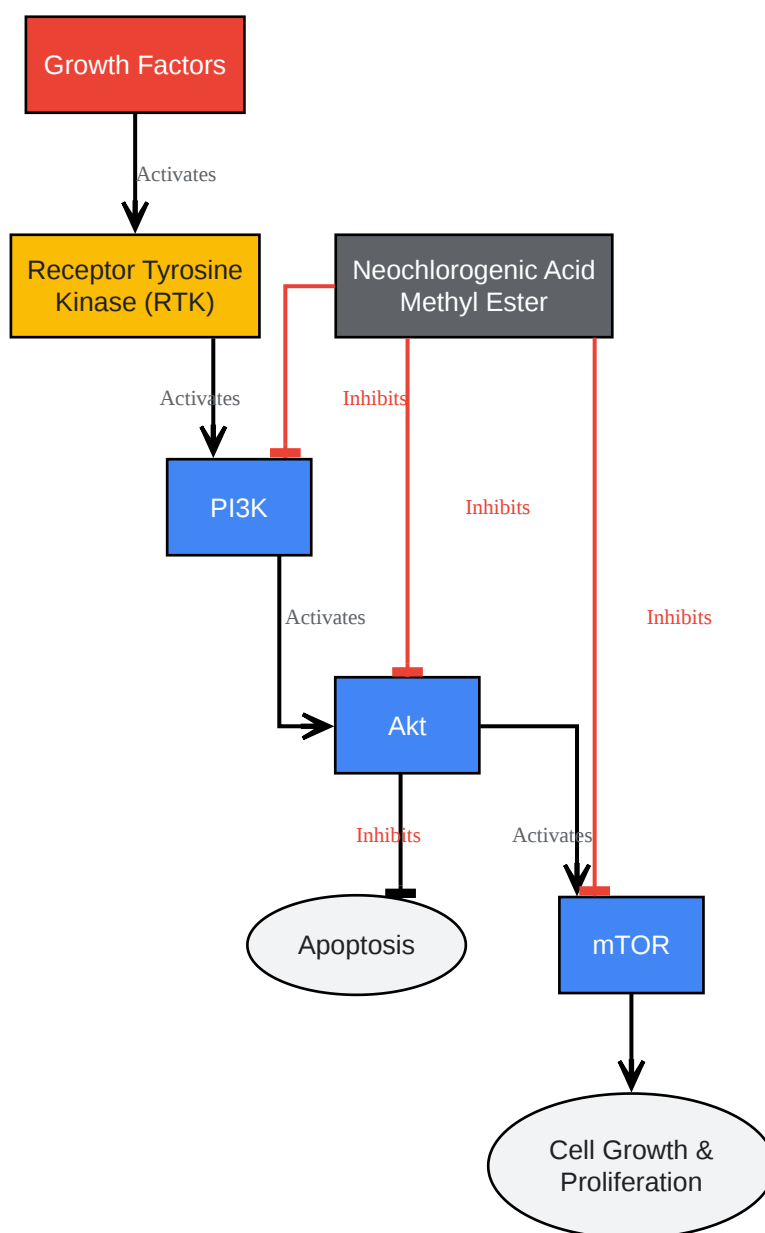 Growth Factors
Activates
Receptor Tyrosine
Kinase (RTK)
Neochlorogenic Acid
Methyl Ester
Activates
Inhibits
PI3K
Inhibits
Activates
Inhibits
Akt
Inhibits
Activates
Apoptosis
mTOR
Cell Growth &
Proliferation